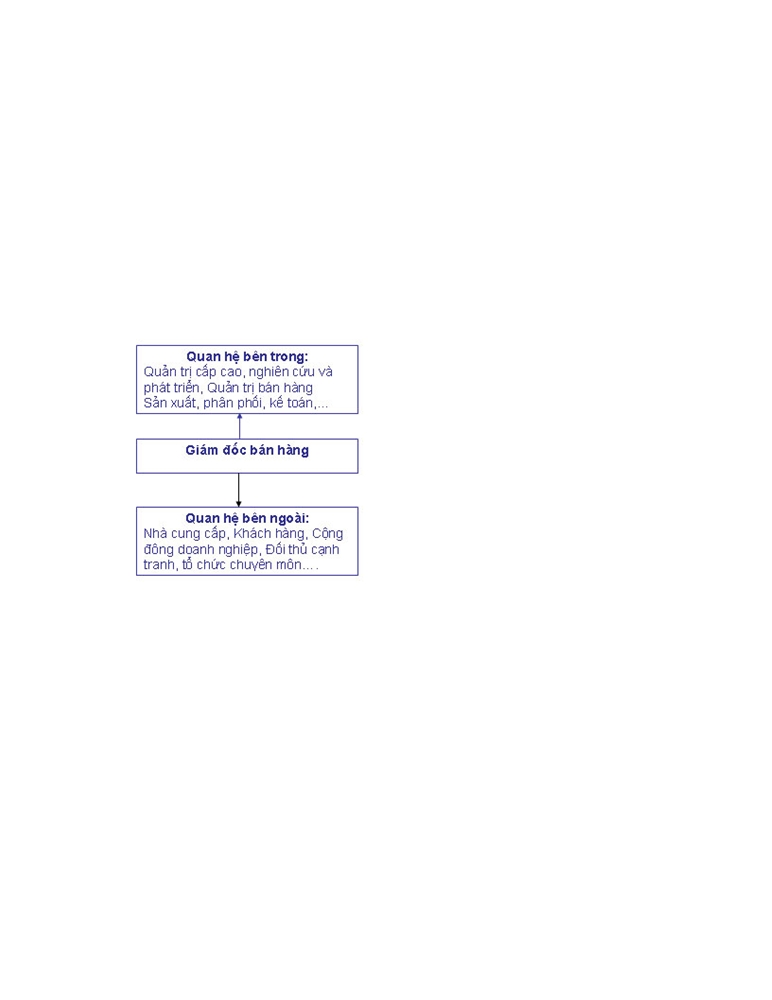 Quan hệ bên trong:
Quản trị cấp cao, nghiên cứu và
phát triển, Quản trị bán hàng
Sản xuất, phân phối, kế toán,...
Giám đốc bán hàng
Quan hệ bên ngoài:
Nhà cung cấp, Khách hàng, Cộng
đông doanh nghiệp, Đối thủ cạnh
tranh, tổ chức chuyên môn....